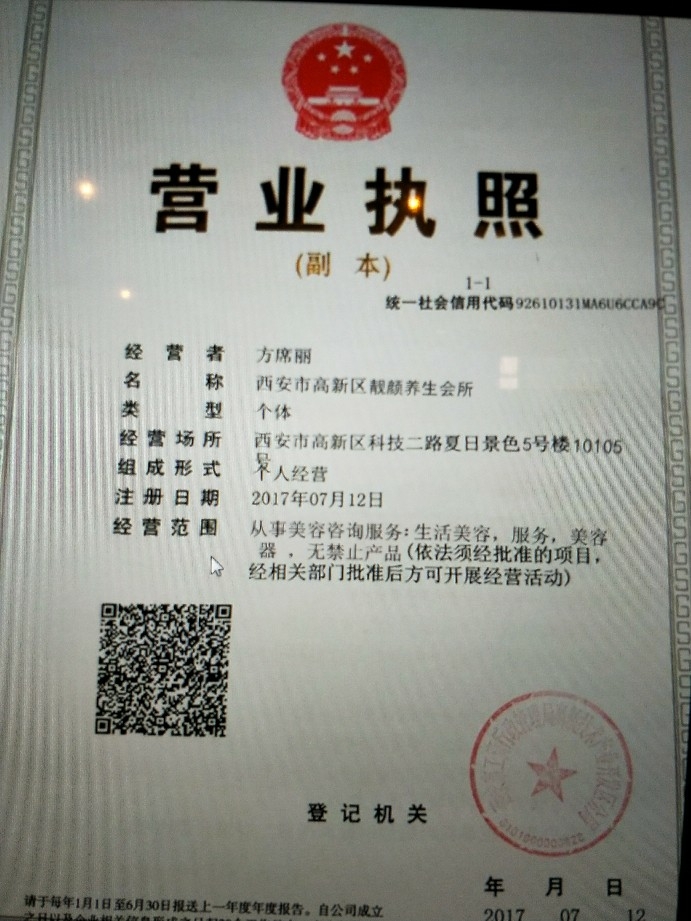 营业执照
(副 本)
1-1
统一社会信用代码92610131MA6U6CCA9C
经营者 方席丽
名称 西安市高新区靓颜养生会所
类型 个体
经营场所 西安市高新区科技二路夏日景色5号楼10105
号
组成形式 个人经营
注册日期 2017年07月12日
经营范围 从事美容咨询服务:生活美容，服务，美容
器，无禁止产品(依法须经批准的项目，
经相关部门批准后方可开展经营活动)
登记机关
年 月 日
2017 07 12
请于每年1月1日至6月30日报送上一年度年度报告。自公司成立